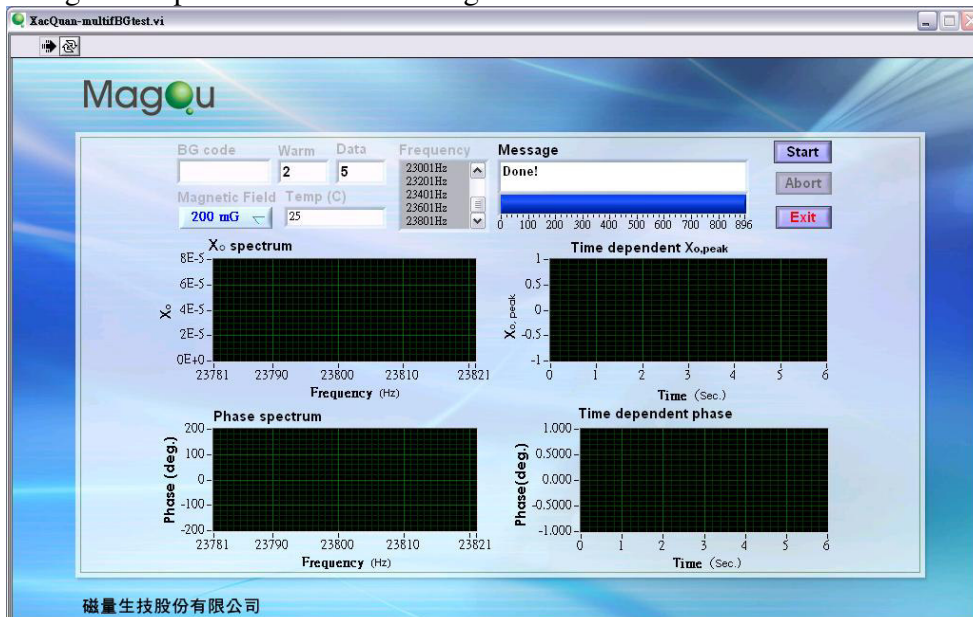 XacQuan-multifBGtest.vi
MagQu
BG code Warm Data Frequency Message
2 5 Done!
23001Hz
23201Hz
23401Hz
23601Hz
23801Hz
Magnetic Field Temp (C)
200 mG 25
0 100 200 300 400 500 600 700 800 896
Start
Abort
Exit
Xo spectrum
8E-5
6E-5
4E-5
2E-5
0E+0
Xo
23781 23790 23800 23810 23821
Frequency (Hz)
Time dependent Xo,peak
1
0.5
0
-0.5
-1
Xo, peak
0 1 2 3 4 5 6
Time (Sec.)
Phase spectrum
200
100
0
-100
-200
Phase (deg.)
23781 23790 23800 23810 23821
Frequency (Hz)
Time dependent phase
1.000
0.5000
0.000
-0.5000
-1.000
Phase(deg.)
0 1 2 3 4 5 6
Time (Sec.)
磁量生技股份有限公司